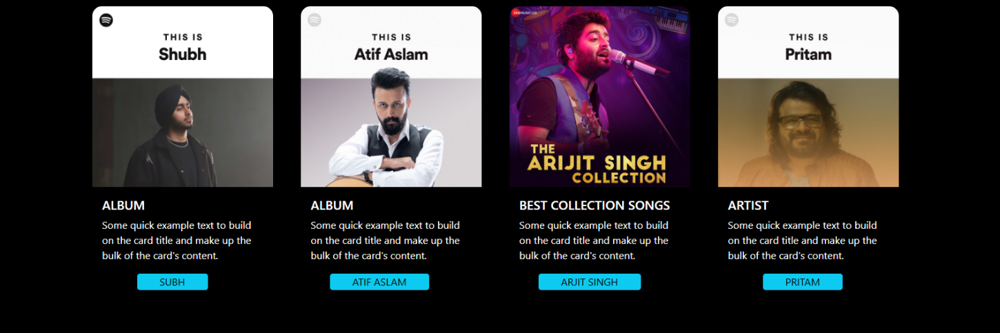 THIS IS
Shubh
THIS IS
Atif Aslam
ZEE MUSIC CO.
THE
ARIJIT SINGH
COLLECTION
THIS IS
Pritam
ALBUM
Some quick example text to build
on the card title and make up the
bulk of the card's content.
SUBH
ALBUM
Some quick example text to build
on the card title and make up the
bulk of the card's content.
ATIF ASLAM
BEST COLLECTION SONGS
Some quick example text to build
on the card title and make up the
bulk of the card's content.
ARJIT SINGH
ARTIST
Some quick example text to build
on the card title and make up the
bulk of the card's content.
PRITAM